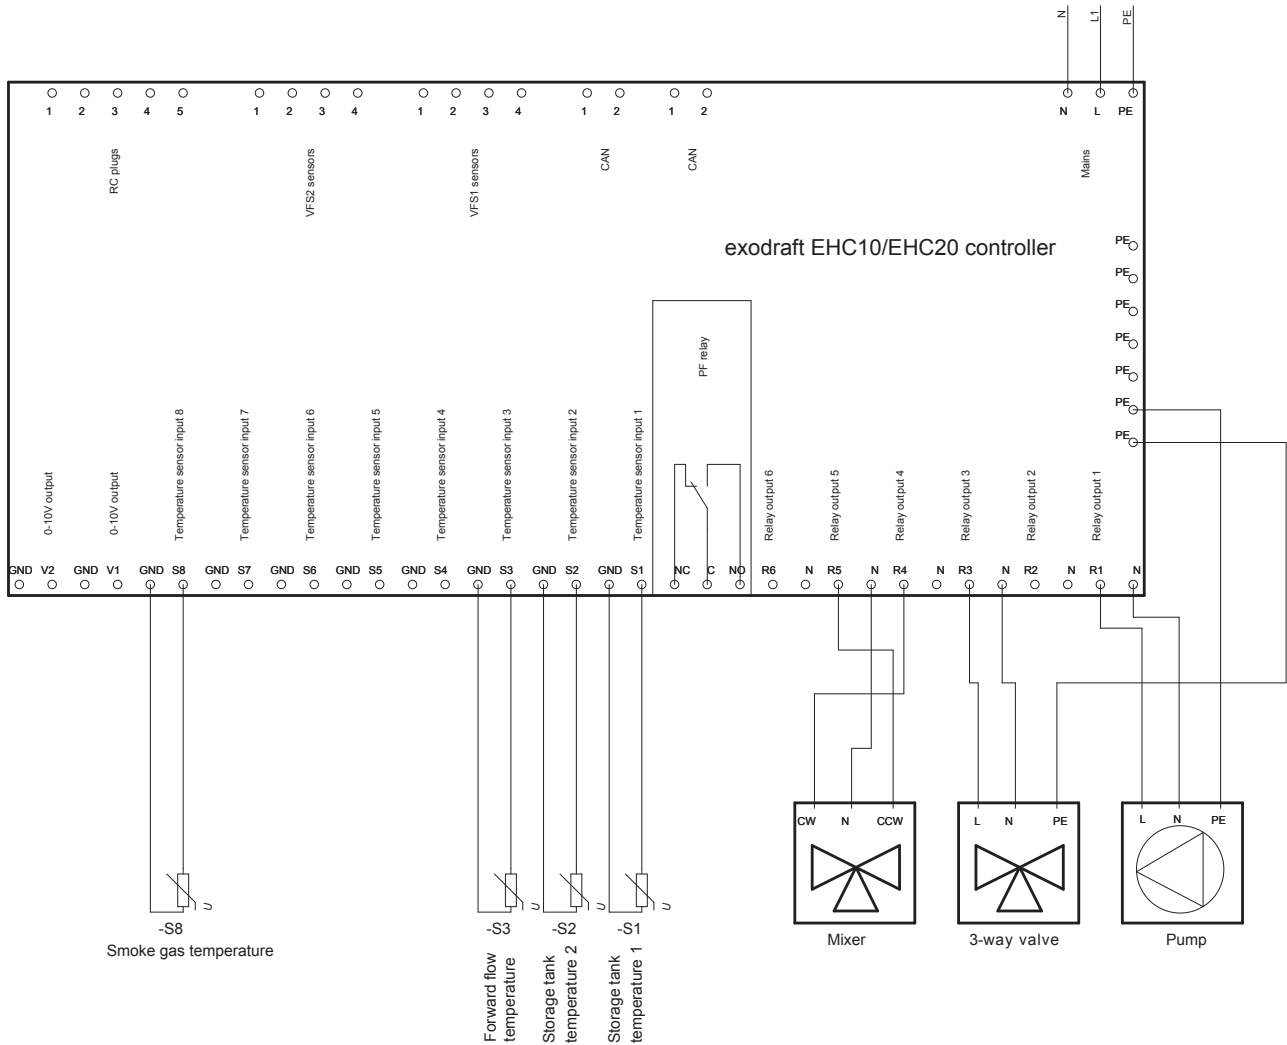 N L1 PE
1 2 3 4 5 1 2 3 4 1 2 3 4 1 2 1 2 N L PE
RC plugs
VFS2 sensors
VFS1 sensors
CAN
CAN
Mains
exodraft EHC10/EHC20 controller
PE
PE
PE
PE
PE
PE
PE
PF relay
0-10V output
0-10V output
Temperature sensor input 8
Temperature sensor input 7
Temperature sensor input 6
Temperature sensor input 5
Temperature sensor input 4
Temperature sensor input 3
Temperature sensor input 2
Temperature sensor input 1
Relay output 6
Relay output 5
Relay output 4
Relay output 3
Relay output 2
Relay output 1
GND V2 GND V1 GND S8 GND S7 GND S6 GND S5 GND S4 GND S3 GND S2 GND S1 NC C NO R6 N R5 N R4 N R3 N R2 N R1 N
CW N CCW
L N PE
L N PE
U
U
U
U
-S8
Smoke gas temperature
-S3
Forward flow
temperature
-S2
Storage tank
temperature 2
-S1
Storage tank
temperature 1
Mixer
3-way valve
Pump